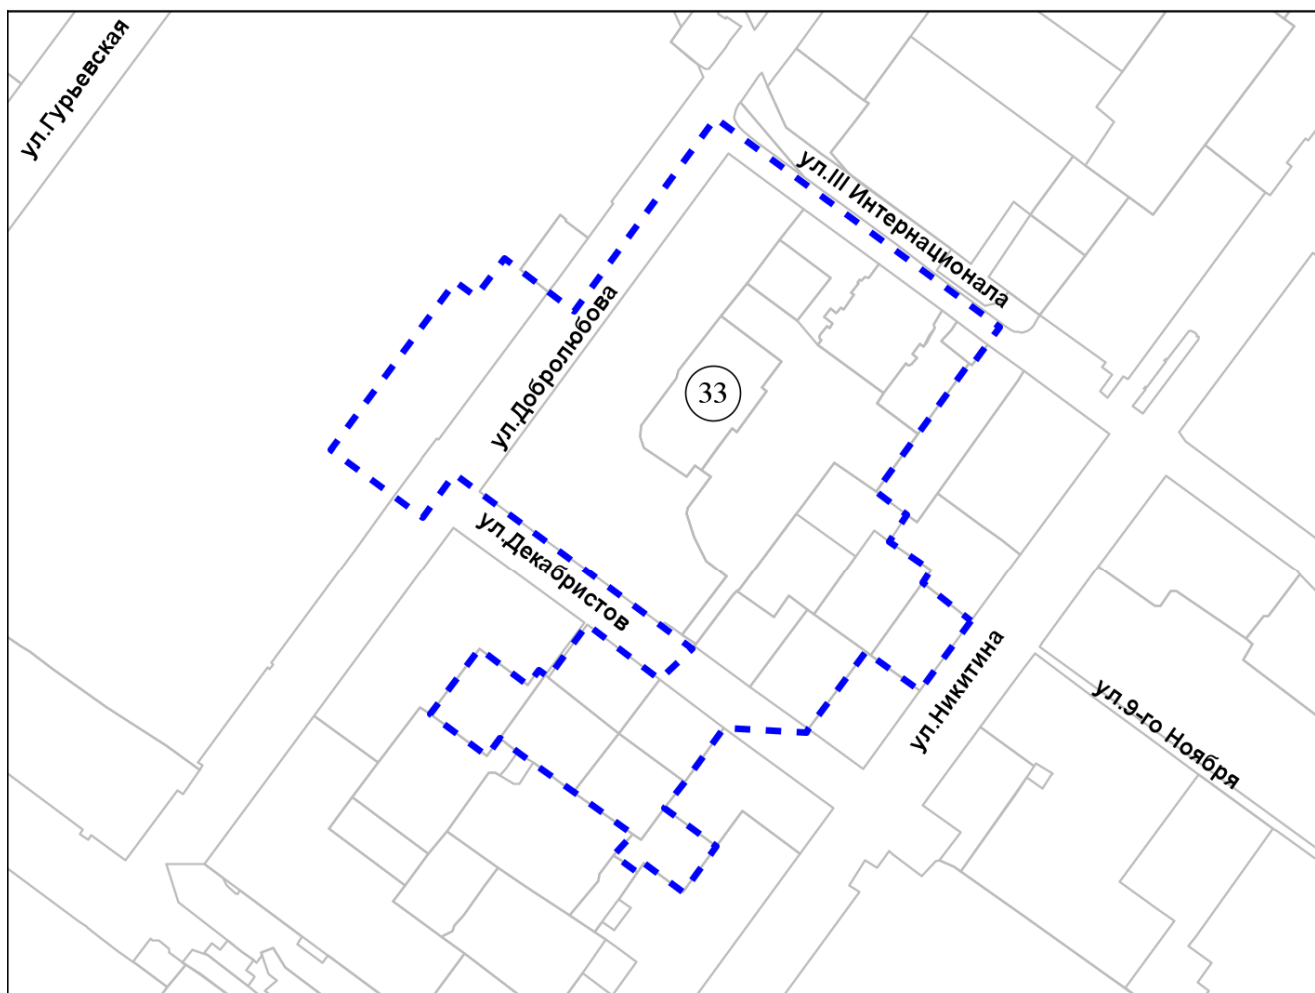 ул.Гурьевская
ул.III Интернационала
ул.Добролюбова
33
ул.Декабристов
ул.Никитина
ул.9-го Ноября